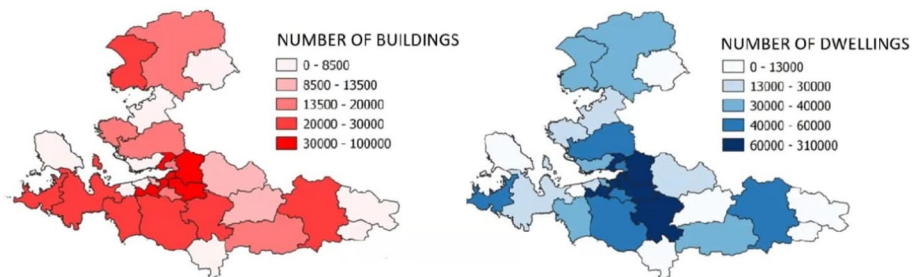 NUMBER OF BUILDINGS
0 - 8500
8500 - 13500
13500 - 20000
20000 - 30000
30000 - 100000
NUMBER OF DWELLINGS
0 - 13000
13000 - 30000
30000 - 40000
40000 - 60000
60000 - 310000